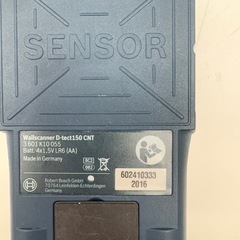 SENSOR
Wallscanner D-tect150 CNT
3 601 K10 055
Batt. 4x1.5V LR6 (AA)
Made in Germany
BOSCH
Robert Bosch GmbH
70764 Leinfelden-Echterdingen
Germany
602410333
2016